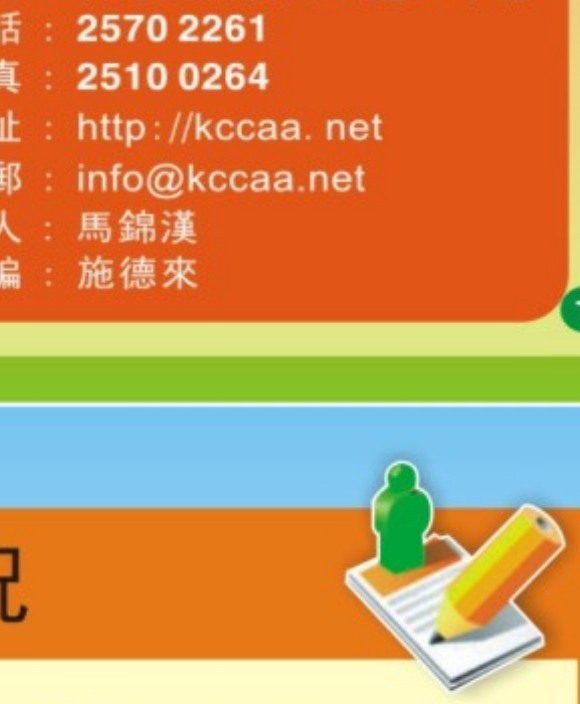 話 : 2570 2261
真 : 2510 0264
址 : http://kccaa. net
郵 : info@kccaa.net
人 : 馬錦漢
編 : 施德來
況